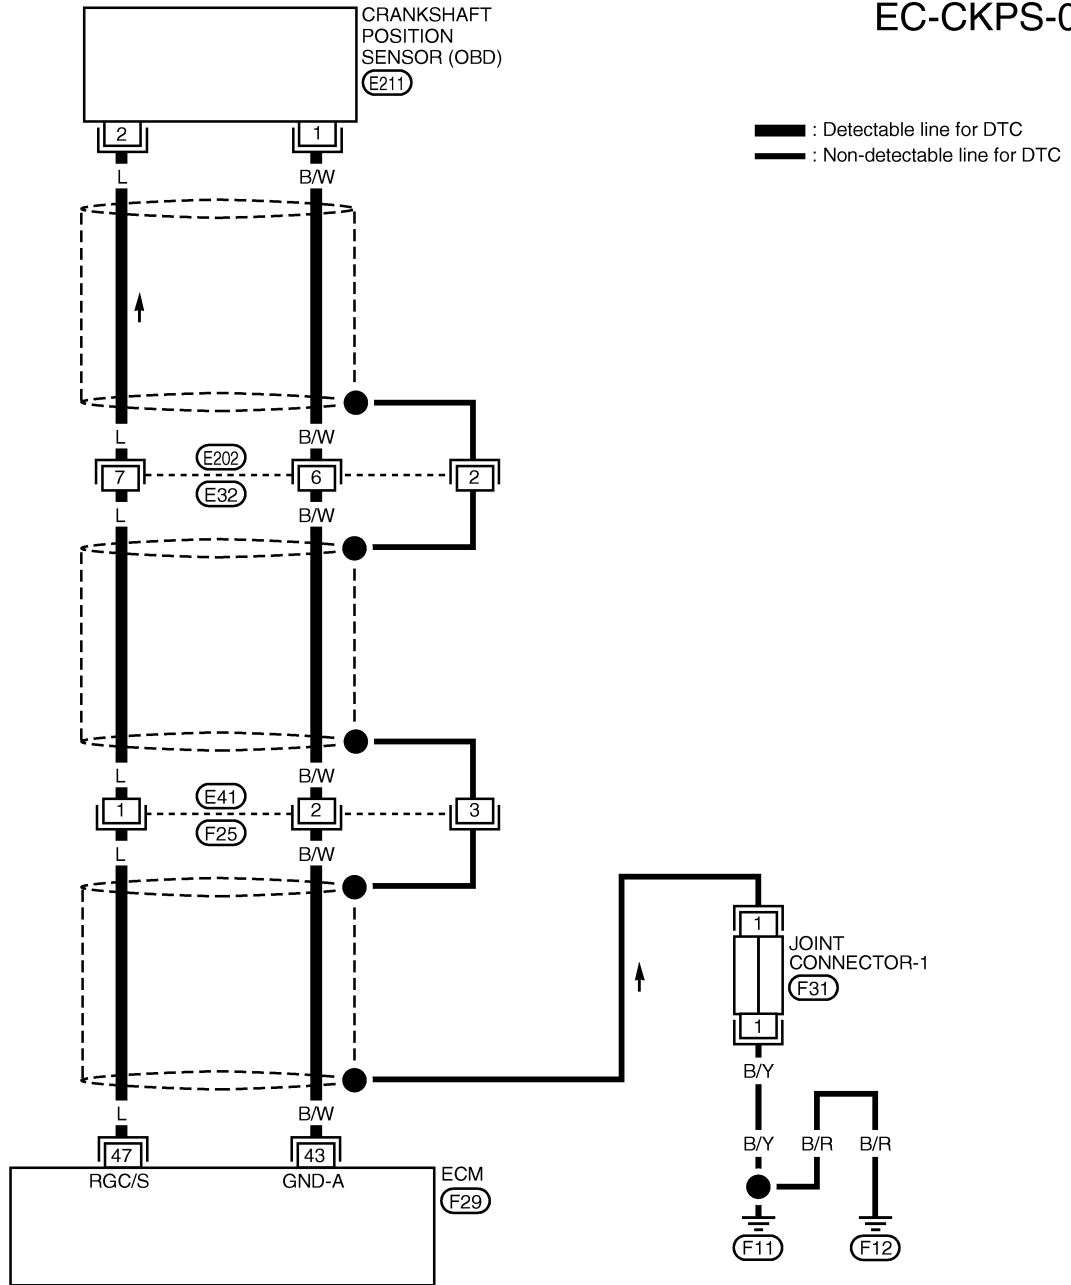 CRANKSHAFT
POSITION
SENSOR (OBD)
E211
EC-CKPS-0
: Detectable line for DTC
: Non-detectable line for DTC
2 1
L B/W
L B/W
E202
7 6 2
E32
L B/W
L B/W
E41
1 2 3
F25
L B/W
1
JOINT
CONNECTOR-1
F31
1
B/Y
L B/W
B/Y B/R B/R
47 43
RGC/S GND-A
ECM
F29
F11 F12